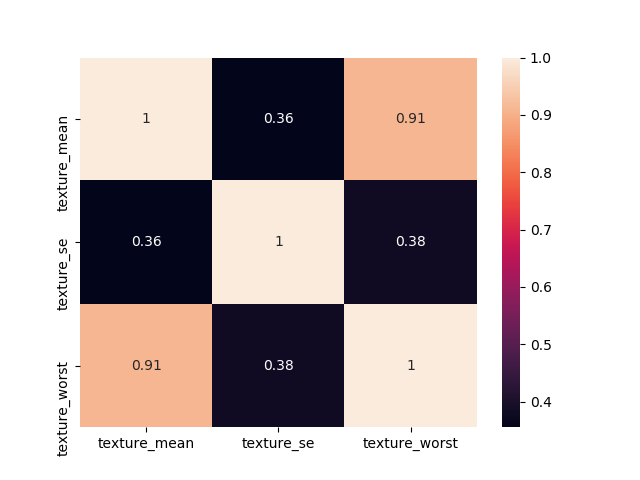 texture_mean 1 0.36 0.91
texture_se 0.36 1 0.38
texture_worst 0.91 0.38 1
texture_mean texture_se texture_worst
1.0
0.9
0.8
0.7
0.6
0.5
0.4